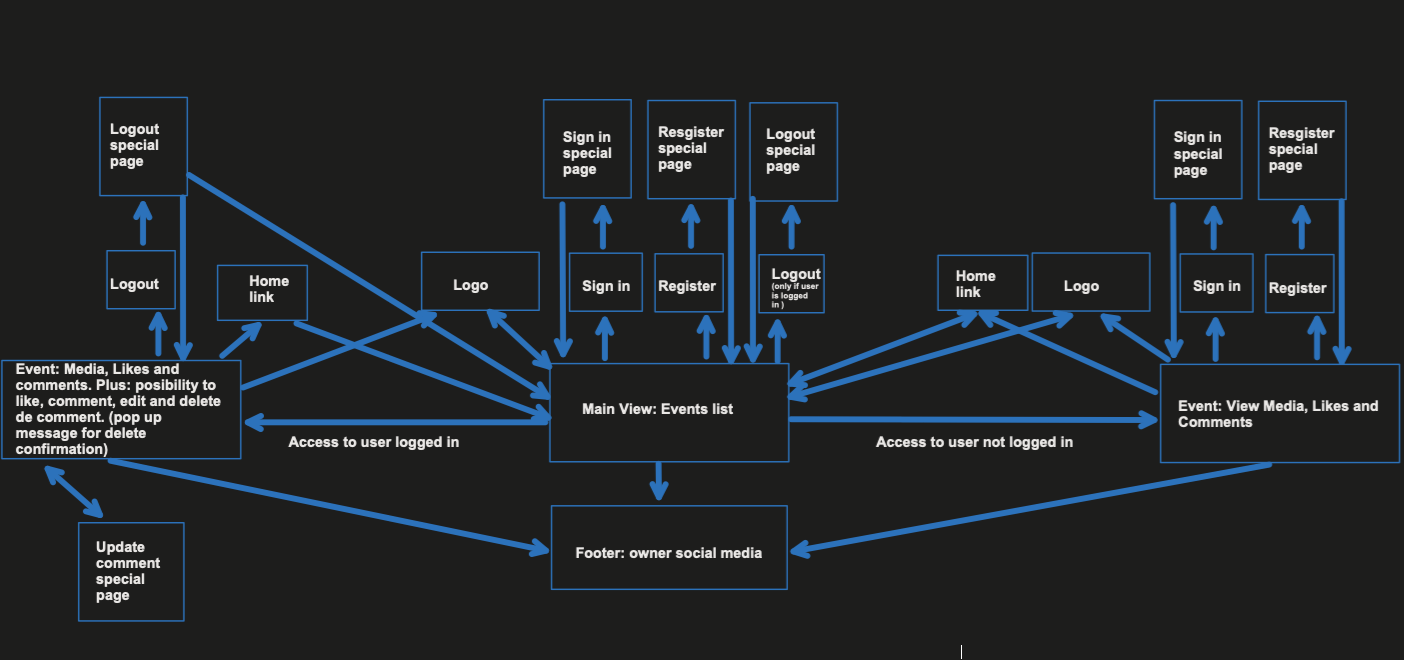 Logout
special
page
Sign in
special
page
Resgister
special
page
Logout
special
page
Sign in
special
page
Resgister
special
page
Logout
Home
link
Logo
Sign in
Register
Logout
(only if user
is logged
in )
Home
link
Logo
Sign in
Register
Event: Media, Likes and
comments. Plus: posibility to
like, comment, edit and delete
de comment. (pop up
message for delete
confirmation)
Access to user logged in
Main View: Events list
Access to user not logged in
Event: View Media, Likes and
Comments
Update
comment
special
page
Footer: owner social media